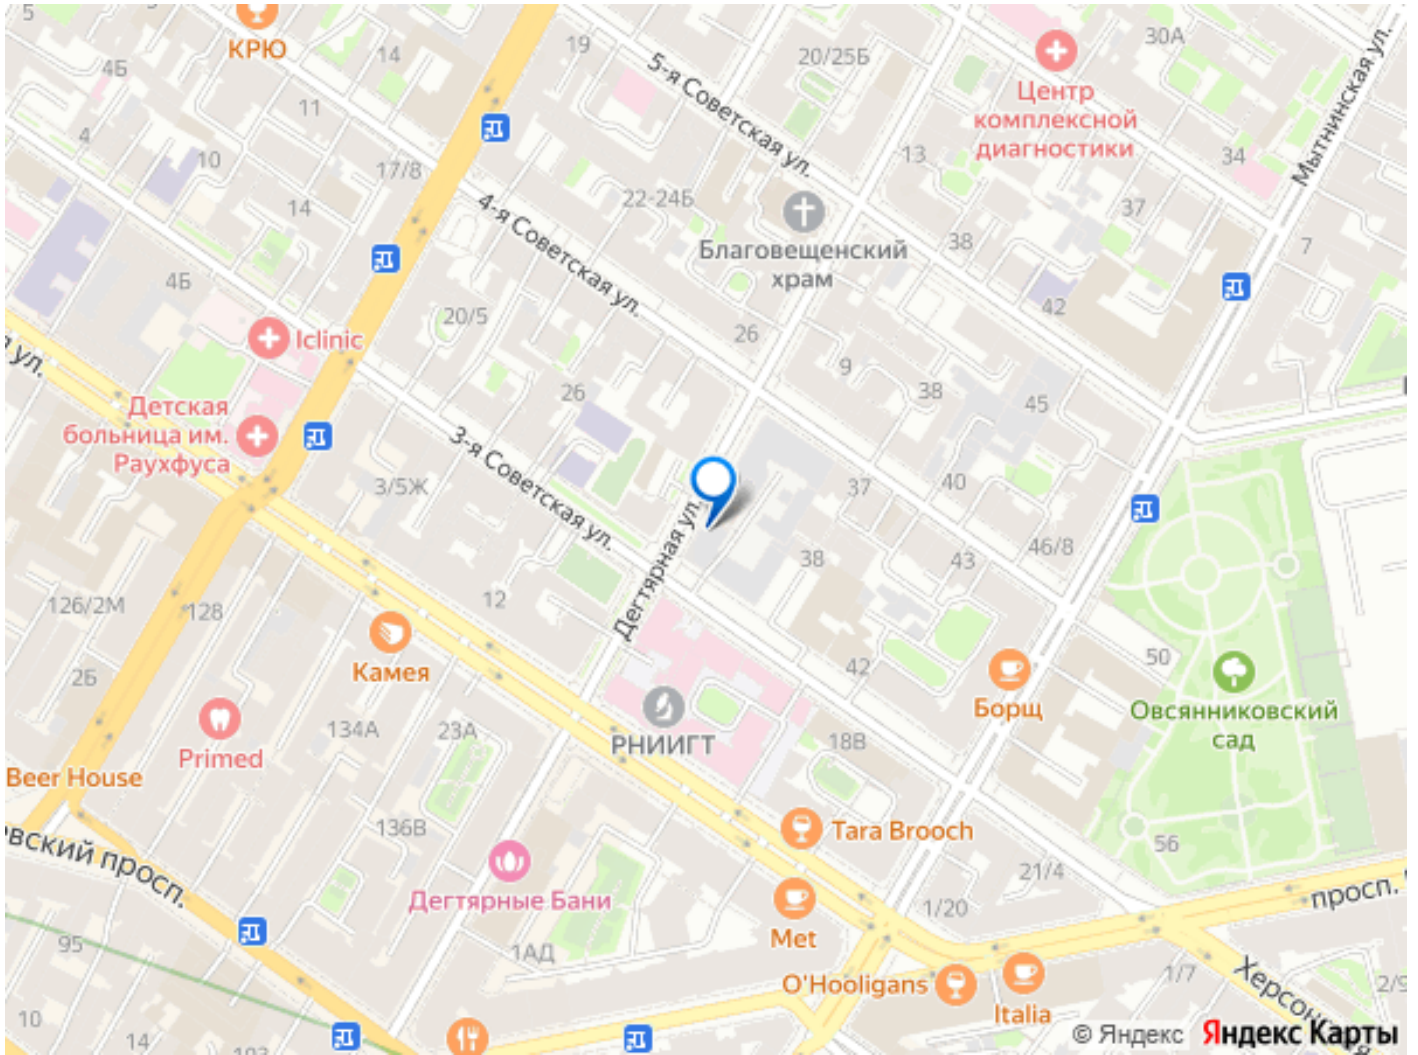 5
КРЮ
14
19
20/25Б
30А
4Б
5-я Советская ул.
Центр
комплексной
диагностики
Мытнинская ул.
11
4
10
17/8
13
34
14
22-24Б
4-я Советская ул.
37
Благовещенский
храм
38
7
4Б
42
20/5
26
Iclinic
9
ул.
26
38
45
Детская
больница им.
Раухфуса
3-я Советская ул.
3/5Ж
37
40
Дегтярная ул.
46/8
38
43
126/2М
128
12
Камея
42
50
2Б
Борщ
Овсянниковский
сад
Primed
134А
23А
РНИИГТ
18В
Beer House
136В
Tara Brooch
56
вский просп.
Дегтярные Бани
21/4
просп.
Met
1/20
95
1АД
O'Hooligans
Italia
1/7
Херсонская
2/9
10
14
103
© Яндекс
Яндекс Карты